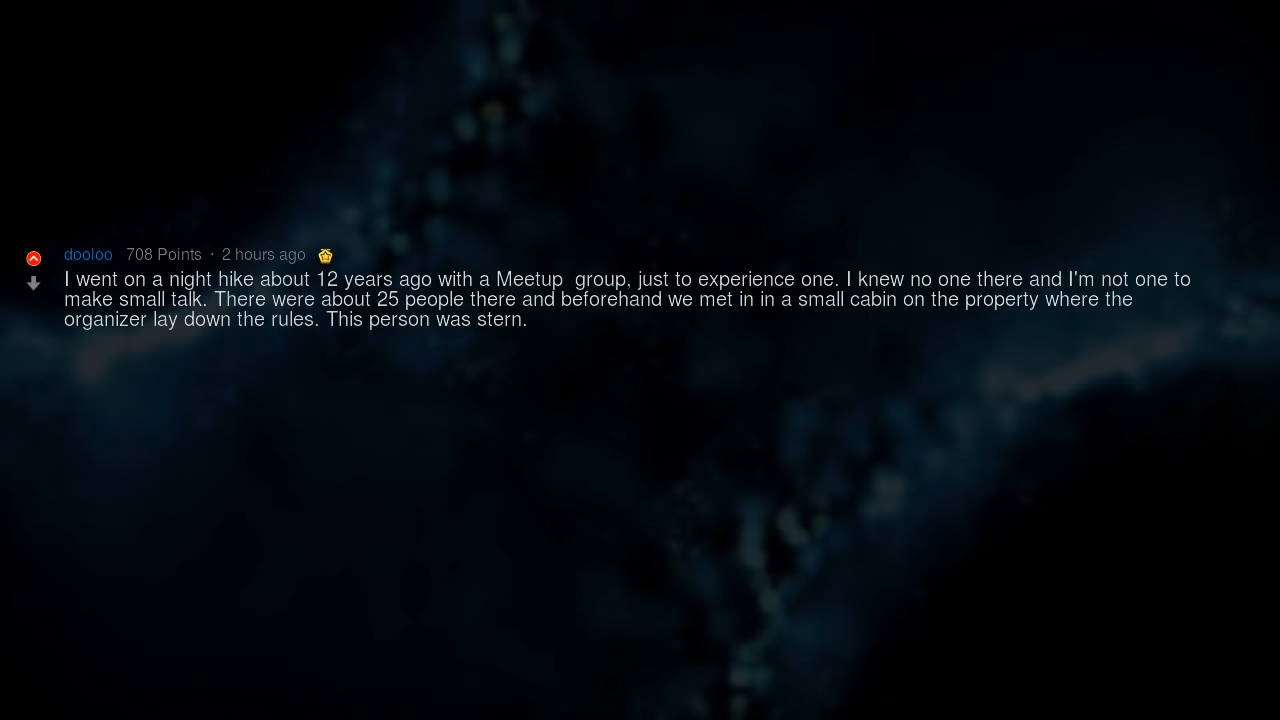 dooloo 708 Points · 2 hours ago
I went on a night hike about 12 years ago with a Meetup  group, just to experience one. I knew no one there and I'm not one to
make small talk. There were about 25 people there and beforehand we met in in a small cabin on the property where the
organizer lay down the rules. This person was stern.